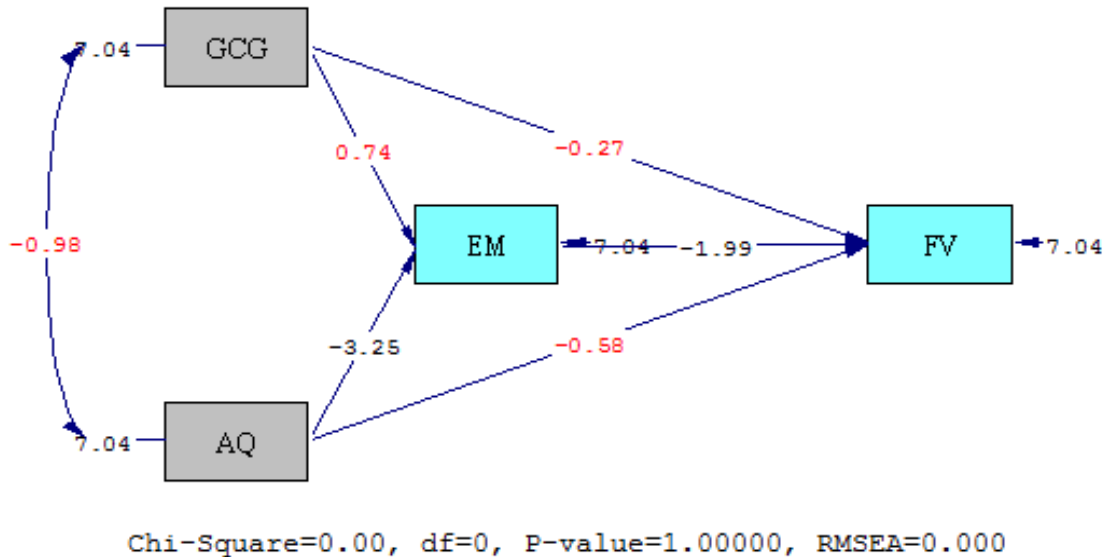 7.04
GCG
0.74
-0.27
-0.98
EM
7.04
-1.99
FV
7.04
-3.25
-0.58
7.04
AQ
Chi-Square=0.00, df=0, P-value=1.00000, RMSEA=0.000